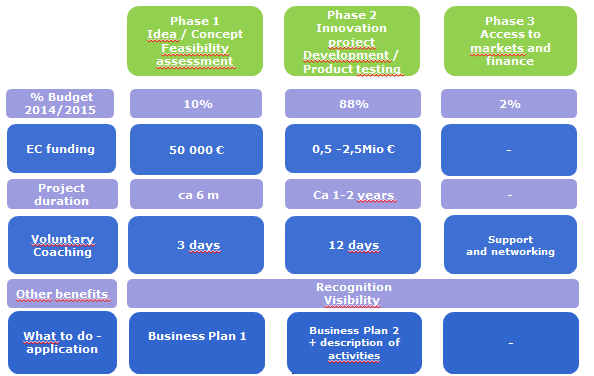 Phase 1
Idea / Concept
Feasibility
assessment
Phase 2
Innovation
project
Development /
Product testing
Phase 3
Access to
markets and
finance
% Budget
2014/2015
10%
88%
2%
EC funding
50 000 €
0,5 -2,5Mio €
-
Project
duration
ca 6 m
Ca 1-2 years
-
Voluntary
Coaching
3 days
12 days
Support
and networking
Other benefits
Recognition
Visibility
What to do -
application
Business Plan 1
Business Plan 2
+ description of
activities
-